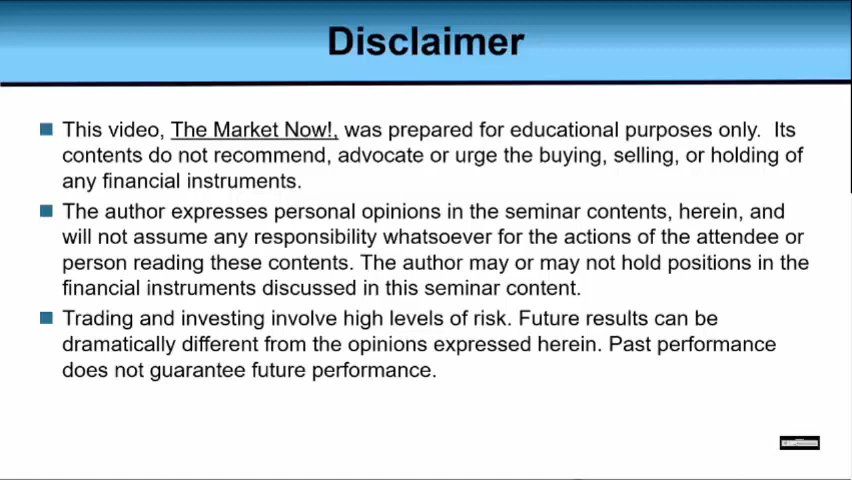 Disclaimer
This video, The Market Now!, was prepared for educational purposes only.  Its
contents do not recommend, advocate or urge the buying, selling, or holding of
any financial instruments.
The author expresses personal opinions in the seminar contents, herein, and
will not assume any responsibility whatsoever for the actions of the attendee or
person reading these contents. The author may or may not hold positions in the
financial instruments discussed in this seminar content.
Trading and investing involve high levels of risk. Future results can be
dramatically different from the opinions expressed herein. Past performance
does not guarantee future performance.